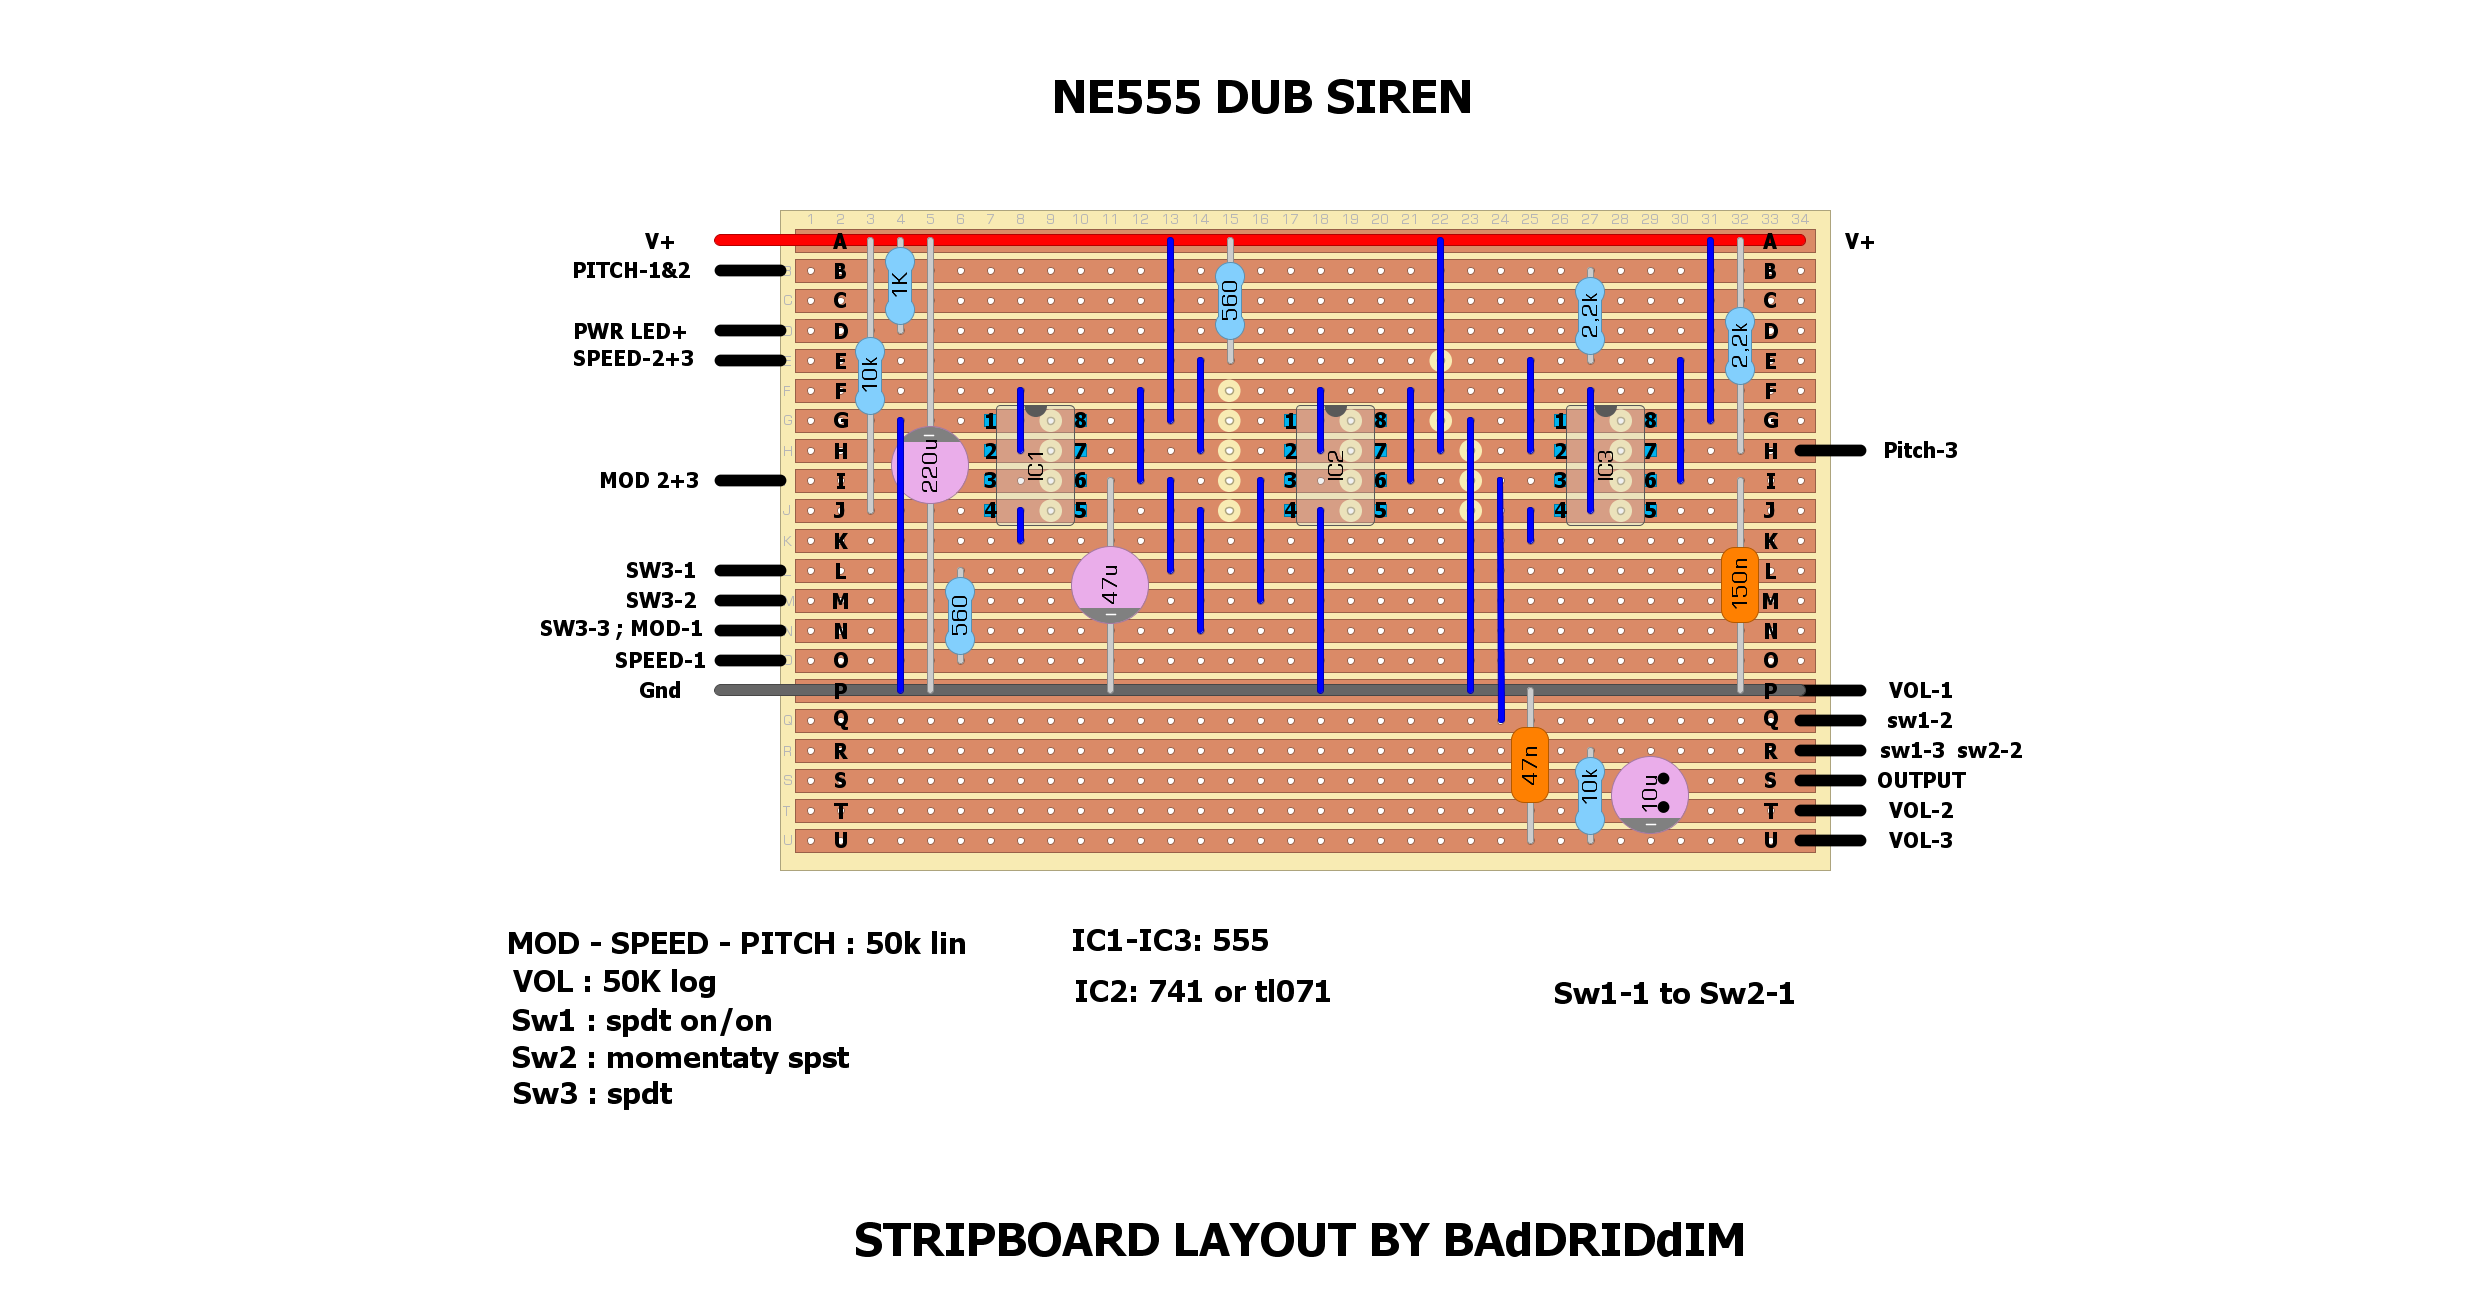 NE555 DUB SIREN
1 2 3 4 5 6 7 8 9 10 11 12 13 14 15 16 17 18 19 20 21 22 23 24 25 26 27 28 29 30 31 32 33 34
V+ A A V+
PITCH-1&2 B B
C C C
1K 560 2,2k
PWR LED+ D D
2,2k
SPEED-2+3 E E
10k
F F F
G G 1 8 1 8 1 8
H H 2 7 2 7 2 7 H Pitch-3
220u IC1 IC2 IC3
MOD 2+3 I 3 6 3 6 3 6 I
J J 4 5 4 5 4 5 J
K K K
SW3-1 L L
47u 150n
SW3-2 M M
560
SW3-3 ; MOD-1 N N
SPEED-1 O O
Gnd P P VOL-1
Q Q Q sw1-2
R R R sw1-3 sw2-2
47n
S S S OUTPUT
10k 10u
T T T VOL-2
U U U VOL-3
MOD - SPEED - PITCH : 50k lin
VOL : 50K log
Sw1 : spdt on/on
Sw2 : momentaty spst
Sw3 : spdt
IC1-IC3: 555
IC2: 741 or tl071
Sw1-1 to Sw2-1
STRIPBOARD LAYOUT BY BAdDRIDdIM